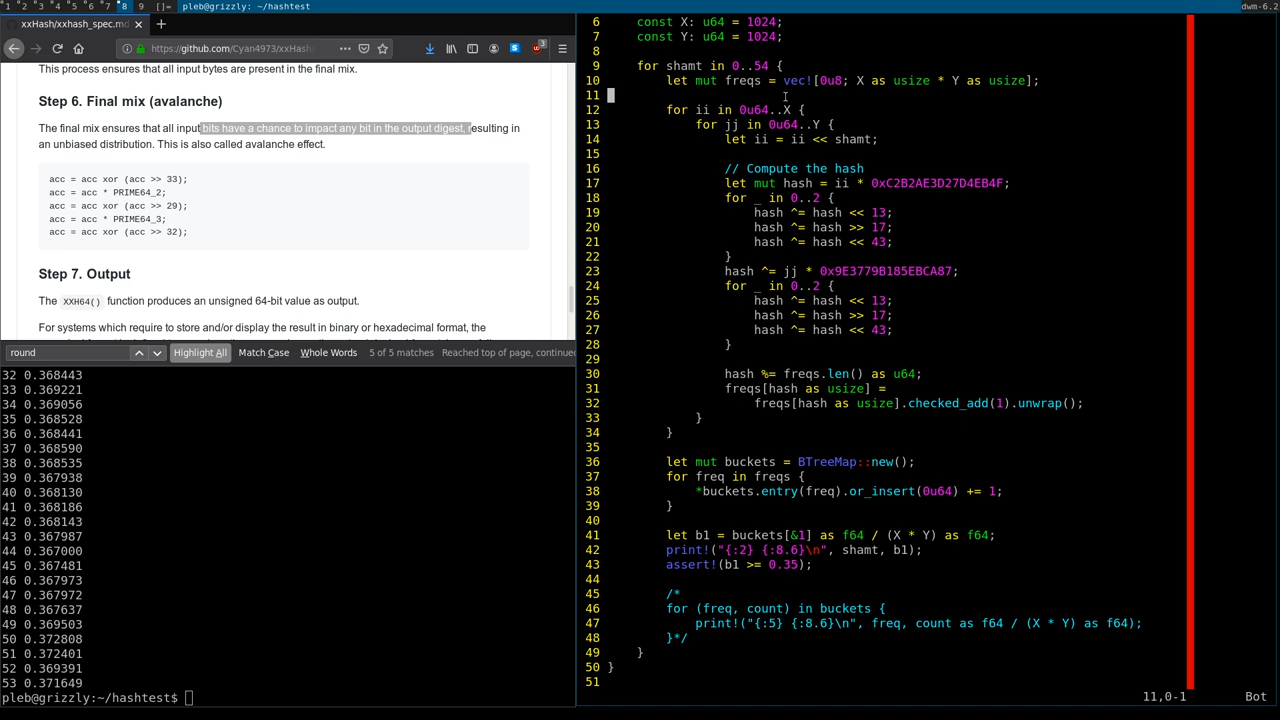 1 2 3 4 5 6 7 8 9 []= pleb@grizzly: ~/hashtest dwm-6.2
xxHash/xxhash_spec.md × +
https://github.com/Cyan4973/xxHas ··· 3
This process ensures that all input bytes are present in the final mix.
Step 6. Final mix (avalanche)
The final mix ensures that all input bits have a chance to impact any bit in the output digest, resulting in
an unbiased distribution. This is also called avalanche effect.
acc = acc xor (acc >> 33);
acc = acc * PRIME64_2;
acc = acc xor (acc >> 29);
acc = acc * PRIME64_3;
acc = acc xor (acc >> 32);
Step 7. Output
The XXH64() function produces an unsigned 64-bit value as output.
For systems which require to store and/or display the result in binary or hexadecimal format, the
round Highlight All Match Case Whole Words 5 of 5 matches Reached top of page, continue
32 0.368443
33 0.369221
34 0.369056
35 0.368528
36 0.368441
37 0.368590
38 0.368535
39 0.367938
40 0.368130
41 0.368186
42 0.368143
43 0.367987
44 0.367000
45 0.367481
46 0.367973
47 0.367972
48 0.367637
49 0.369503
50 0.372808
51 0.372401
52 0.369391
53 0.371649
pleb@grizzly:~/hashtest$
6 const X: u64 = 1024;
7 const Y: u64 = 1024;
8
9 for shamt in 0..54 {
10 let mut freqs = vec![0u8; X as usize * Y as usize];
11
12 for ii in 0u64..X {
13 for jj in 0u64..Y {
14 let ii = ii << shamt;
15
16 // Compute the hash
17 let mut hash = ii * 0xC2B2AE3D27D4EB4F;
18 for _ in 0..2 {
19 hash ^= hash << 13;
20 hash ^= hash >> 17;
21 hash ^= hash << 43;
22 }
23 hash ^= jj * 0x9E3779B185EBCA87;
24 for _ in 0..2 {
25 hash ^= hash << 13;
26 hash ^= hash >> 17;
27 hash ^= hash << 43;
28 }
29
30 hash %= freqs.len() as u64;
31 freqs[hash as usize] =
32 freqs[hash as usize].checked_add(1).unwrap();
33 }
34 }
35
36 let mut buckets = BTreeMap::new();
37 for freq in freqs {
38 *buckets.entry(freq).or_insert(0u64) += 1;
39 }
40
41 let b1 = buckets[&1] as f64 / (X * Y) as f64;
42 print!("{:2} {:8.6}\n", shamt, b1);
43 assert!(b1 >= 0.35);
44
45 /*
46 for (freq, count) in buckets {
47 print!("{:5} {:8.6}\n", freq, count as f64 / (X * Y) as f64);
48 }*/
49 }
50 }
51
11,0-1 Bot